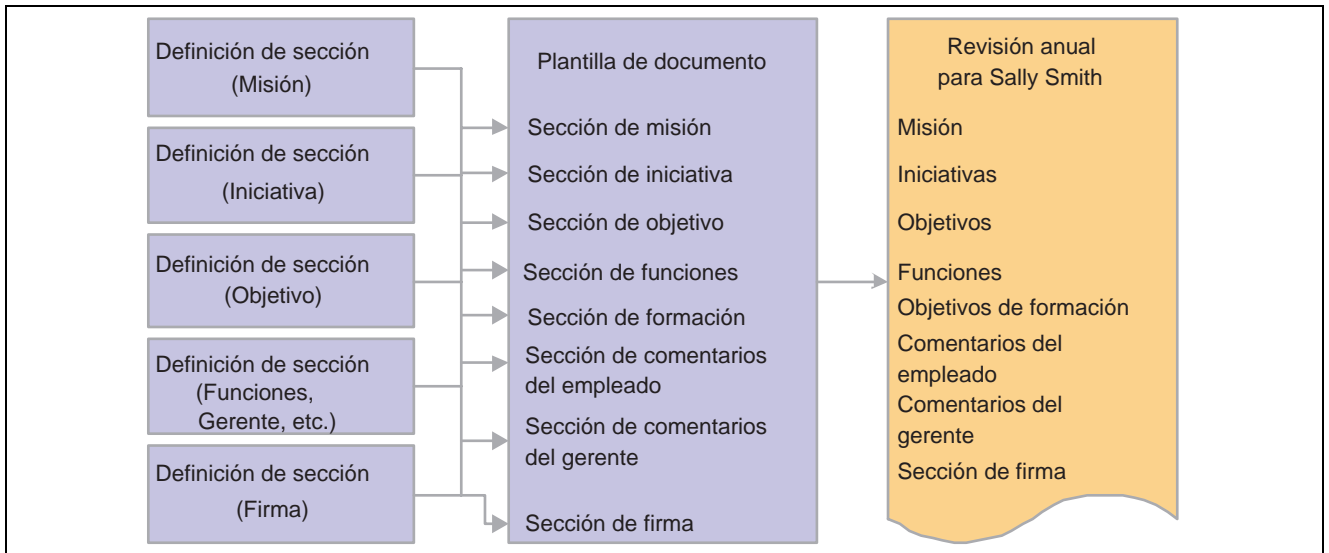 Definición de sección
(Misión)
Definición de sección
(Iniciativa)
Definición de sección
(Objetivo)
Definición de sección
(Funciones,
Gerente, etc.)
Definición de sección
(Firma)
Plantilla de documento
Sección de misión
Sección de iniciativa
Sección de objetivo
Sección de funciones
Sección de formación
Sección de comentarios
del empleado
Sección de comentarios
del gerente
Sección de firma
Revisión anual
para Sally Smith
Misión
Iniciativas
Objetivos
Funciones
Objetivos de formación
Comentarios del
empleado
Comentarios del
gerente
Sección de firma